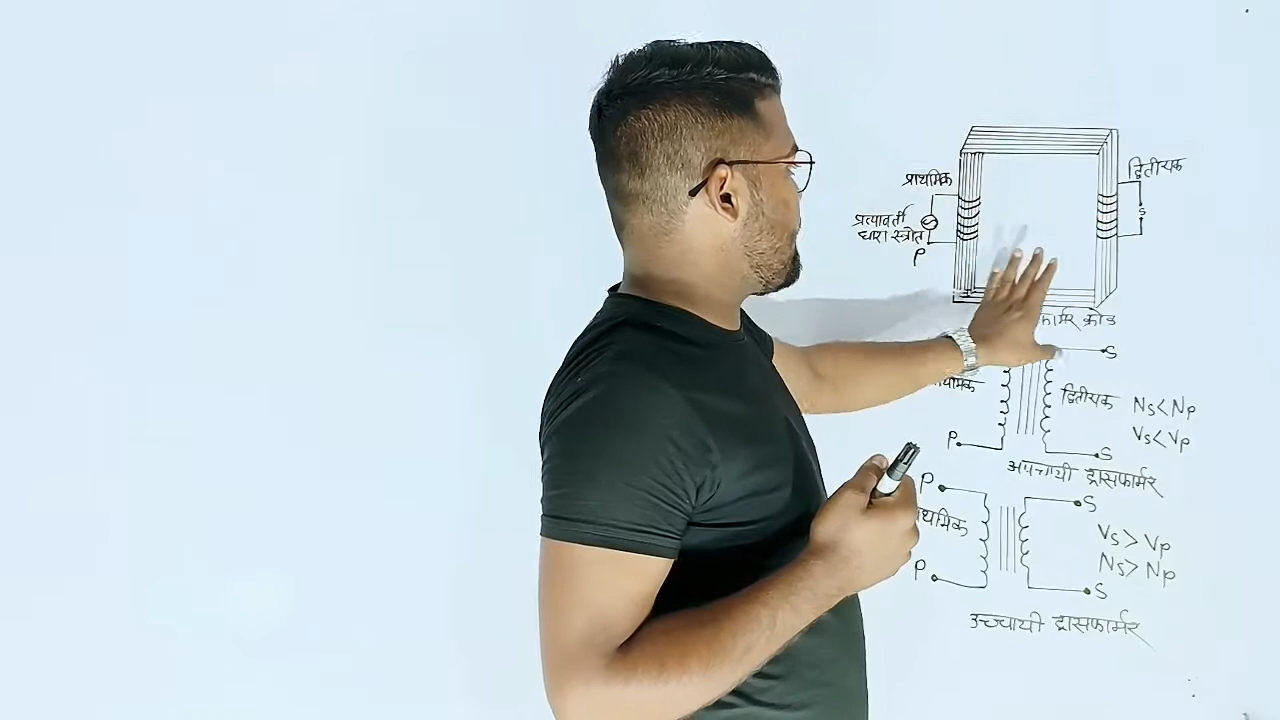 प्राथमिक
द्वितीयक
प्रत्यावर्ती
धारा स्त्रोत
S
P
क्रोड
S
द्वितीयक
Ns<Np
Vs<Vp
P
S
अपचायी ट्रासफार्मर
P
S
Vs>Vp
Ns>Np
P
S
उच्चायी ट्रासफार्मर